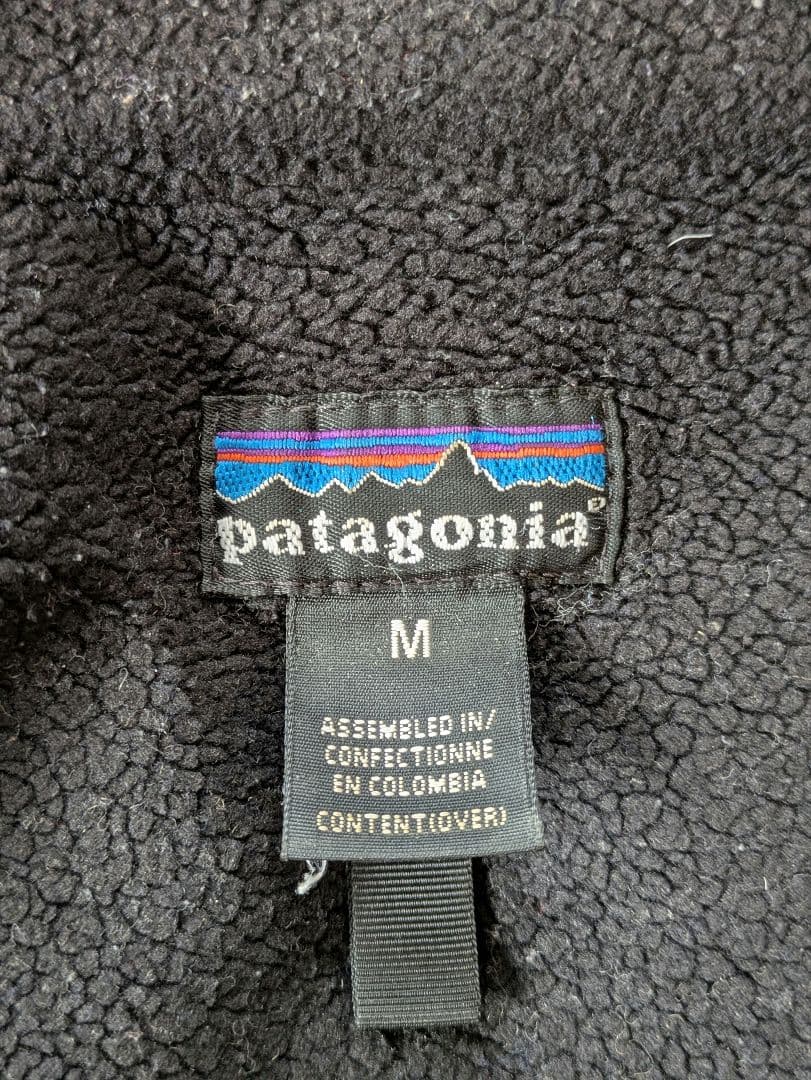 patagonia®
M
ASSEMBLED IN/
CONFECTIONNE
EN COLOMBIA
CONTENT(OVER)